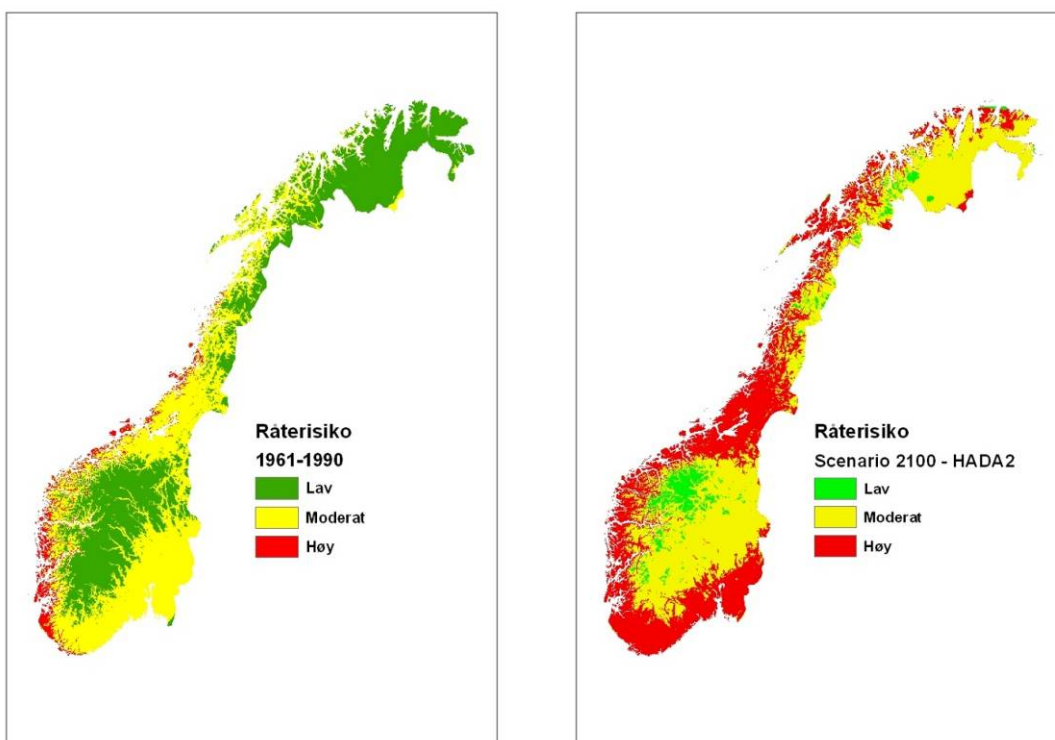 Råterisiko
1961-1990
Lav
Moderat
Høy
Råterisiko
Scenario 2100 - HADA2
Lav
Moderat
Høy